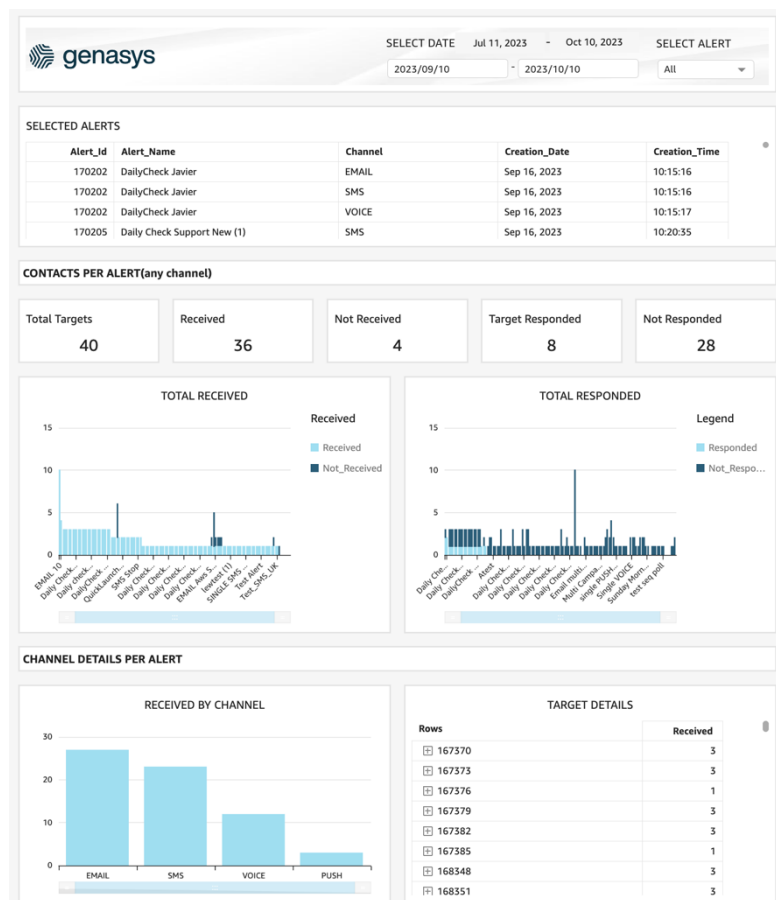 genasys
SELECT DATE Jul 11, 2023 - Oct 10, 2023 SELECT ALERT
2023/09/10 - 2023/10/10 All
SELECTED ALERTS
Alert_Id Alert_Name Channel Creation_Date Creation_Time
170202 DailyCheck Javier EMAIL Sep 16, 2023 10:15:16
170202 DailyCheck Javier SMS Sep 16, 2023 10:15:16
170202 DailyCheck Javier VOICE Sep 16, 2023 10:15:17
170205 Daily Check Support New (1) SMS Sep 16, 2023 10:20:35
CONTACTS PER ALERT(any channel)
Total Targets Received Not Received Target Responded Not Responded
40 36 4 8 28
TOTAL RECEIVED
Received
Received
Not_Received
15
10
5
0
EMAIL 10
Daily Check...
Daily check...
DailyCheck ...
QuickLaunch...
SMS Stop
Daily Check...
Daily Check...
Daily Check...
Daily Check...
EMAIL Aws S...
lewtest (1)
SINGLE SMS ...
Test Alert
Test_SMS_UK
TOTAL RESPONDED
Legend
Responded
Not_Respo...
15
10
5
0
Daily Che...
Daily Check...
DailyCheck ...
Atest
Daily Check...
Daily Check...
Daily Check...
Daily Check...
Daily Check...
Email multi...
Multi Campa...
single PUSH...
Single VOICE
Sunday Morn...
test seq poll
CHANNEL DETAILS PER ALERT
RECEIVED BY CHANNEL
30
20
10
0
EMAIL SMS VOICE PUSH
TARGET DETAILS
Rows Received
167370 3
167373 3
167376 1
167379 3
167382 3
167385 1
168348 3
168351 3